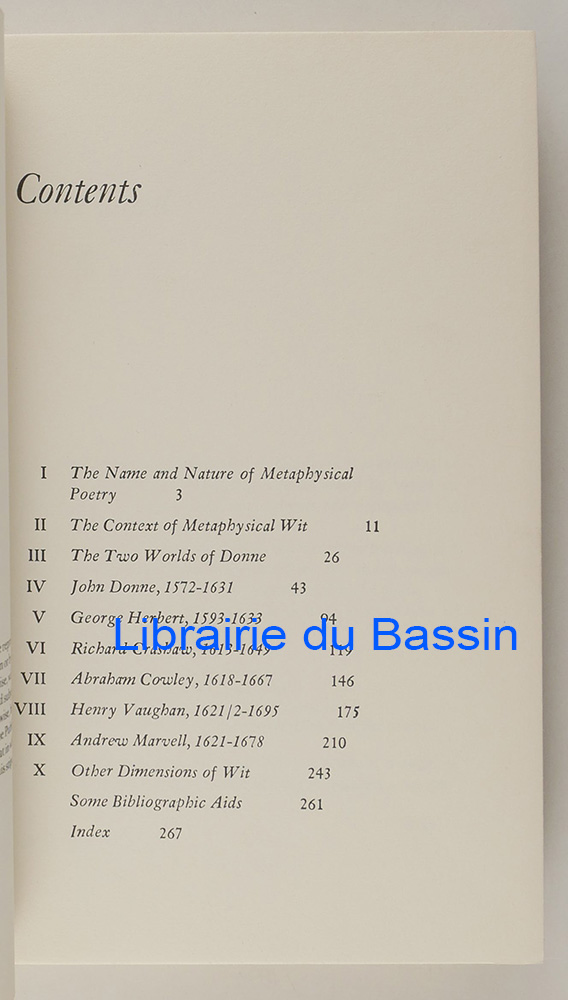 Contents
I The Name and Nature of Metaphysical
Poetry 3
II The Context of Metaphysical Wit 11
III The Two Worlds of Donne 26
IV John Donne, 1572-1631 43
V George Herbert, 1593-1633 94
Librairie du Bassin
VI Richard Crashaw, 1613-1649 119
VII Abraham Cowley, 1618-1667 146
VIII Henry Vaughan, 1621/2-1695 175
IX Andrew Marvell, 1621-1678 210
X Other Dimensions of Wit 243
Some Bibliographic Aids 261
Index 267